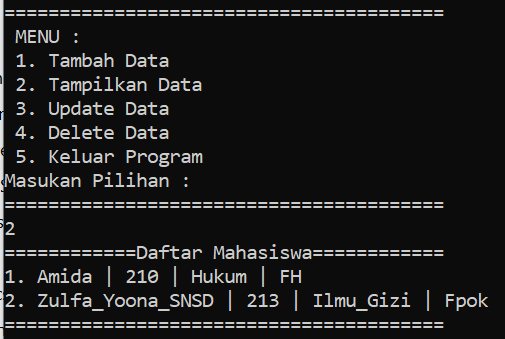 ========================================
MENU :
1. Tambah Data
2. Tampilkan Data
3. Update Data
4. Delete Data
5. Keluar Program
Masukan Pilihan :
========================================
2
============Daftar Mahasiswa============
1. Amida | 210 | Hukum | FH
2. Zulfa_Yoona_SNSD | 213 | Ilmu_Gizi | Fpok
========================================